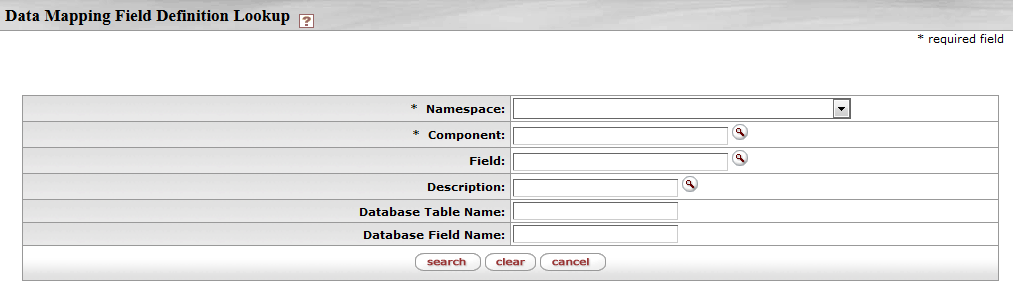 Data Mapping Field Definition Lookup ?
* required field
* Namespace:
* Component:
Field:
Description:
Database Table Name:
Database Field Name:
search clear cancel